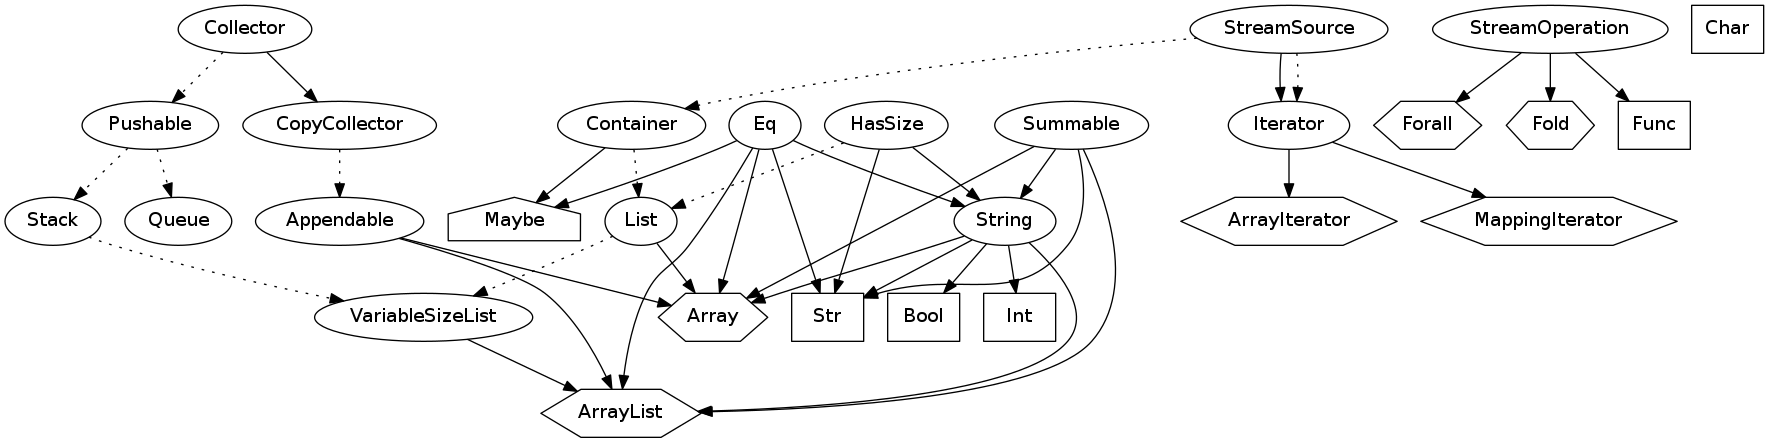 Collector
StreamSource
StreamOperation
Char
Pushable
CopyCollector
Container
Eq
HasSize
Summable
Iterator
Forall
Fold
Func
Stack
Queue
Appendable
Maybe
List
String
ArrayIterator
MappingIterator
VariableSizeList
Array
Str
Bool
Int
ArrayList